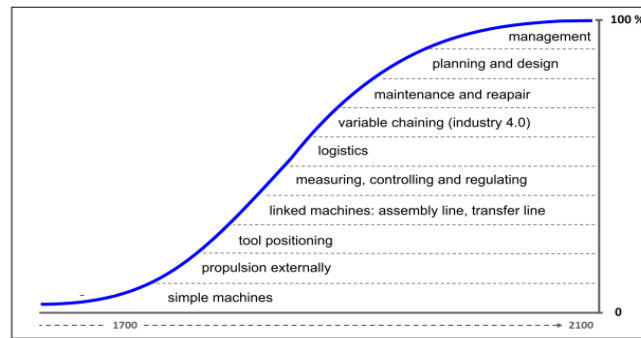 100 %
management
planning and design
maintenance and reapair
variable chaining (industry 4.0)
logistics
measuring, controlling and regulating
linked machines: assembly line, transfer line
tool positioning
propulsion externally
simple machines
0
1700
2100